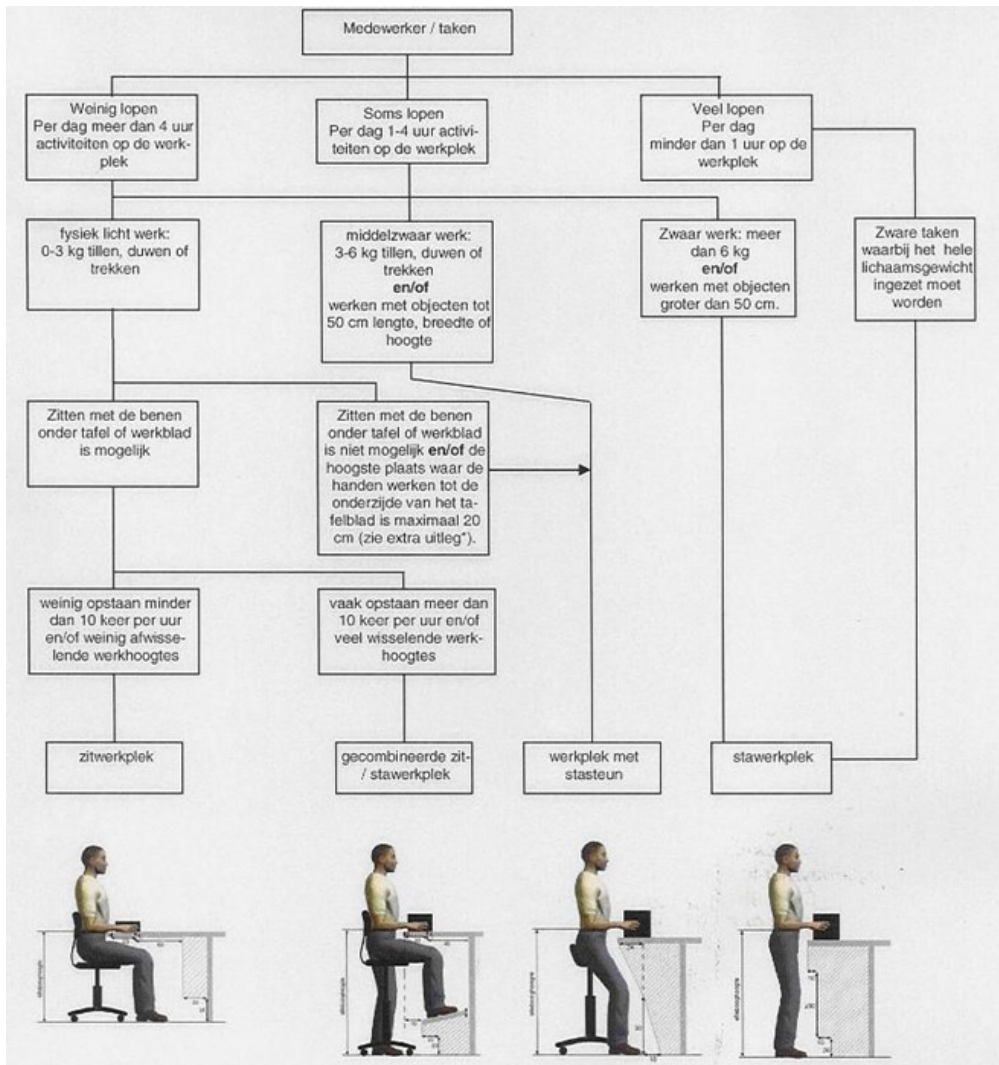 Medewerker / taken
Weinig lopen
Per dag meer dan 4 uur
activiteiten op de werk-
plek
Soms lopen
Per dag 1-4 uur activi-
teiten op de werkplek
Veel lopen
Per dag
minder dan 1 uur op de
werkplek
fysiek licht werk:
0-3 kg tillen, duwen of
trekken
middelzwaar werk:
3-6 kg tillen, duwen of
trekken
en/of
werken met objecten tot
50 cm lengte, breedte of
hoogte
Zwaar werk: meer
dan 6 kg
en/of
werken met objecten
groter dan 50 cm.
Zware taken
waarbij het hele
lichaamsgewicht
ingezet moet
worden
Zitten met de benen
onder tafel of werkblad
is mogelijk
Zitten met de benen
onder tafel of werkblad
is niet mogelijk en/of de
hoogste plaats waar de
handen werken tot de
onderzijde van het ta-
felblad is maximaal 20
cm (zie extra uitleg*).
weinig opstaan minder
dan 10 keer per uur
en/of weinig afwisse-
lende werkhoogtes
vaak opstaan meer dan
10 keer per uur en/of
veel wisselende werk-
hoogtes
zitwerkplek
gecombineerde zit-
/ stawerkplek
werkplek met
stasteun
stawerkplek